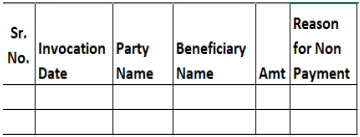 Sr. No.
Invocation Date
Party Name
Beneficiary Name
Amt
Reason for Non Payment